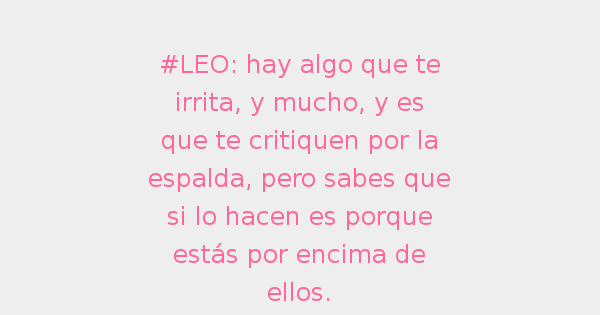 #LEO: hay algo que te
irrita, y mucho, y es
que te critiquen por la
espalda, pero sabes que
si lo hacen es porque
estás por encima de
ellos.